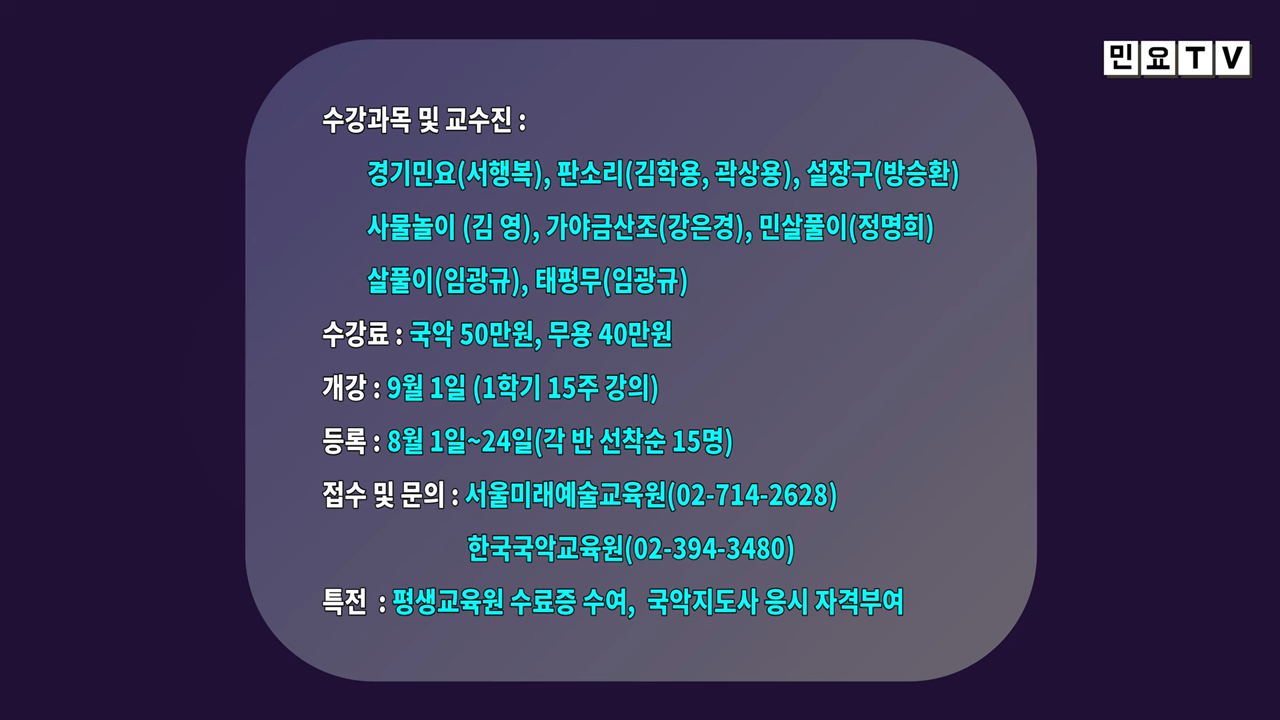 민요TV
수강과목 및 교수진 :
경기민요(서행복), 판소리(김학용, 곽상용), 설장구(방승환)
사물놀이 (김 영), 가야금산조(강은경), 민살풀이(정명희)
살풀이(임광규), 태평무(임광규)
수강료 : 국악 50만원, 무용 40만원
개강 : 9월 1일 (1학기 15주 강의)
등록 : 8월 1일~24일(각 반 선착순 15명)
접수 및 문의 : 서울미래예술교육원(02-714-2628)
한국국악교육원(02-394-3480)
특전 : 평생교육원 수료증 수여, 국악지도사 응시 자격부여